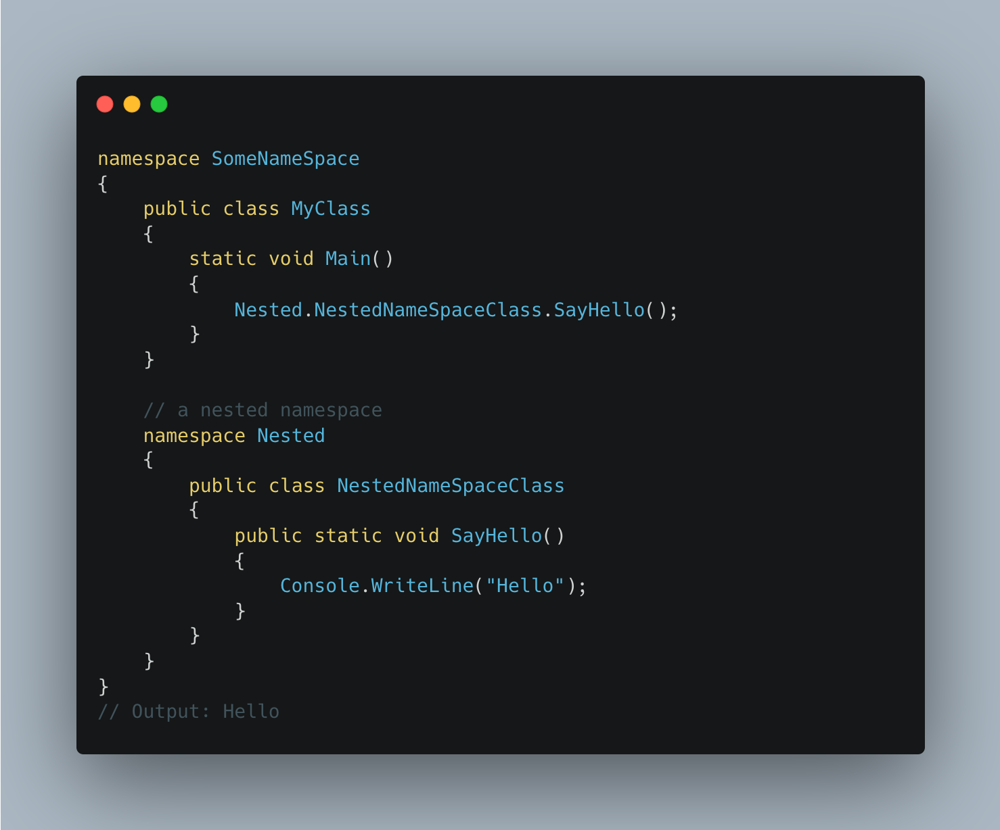 namespace SomeNameSpace
{
    public class MyClass
    {
        static void Main()
        {
            Nested.NestedNameSpaceClass.SayHello();
        }
    }

    // a nested namespace
    namespace Nested
    {
        public class NestedNameSpaceClass
        {
            public static void SayHello()
            {
                Console.WriteLine("Hello");
            }
        }
    }
}
// Output: Hello